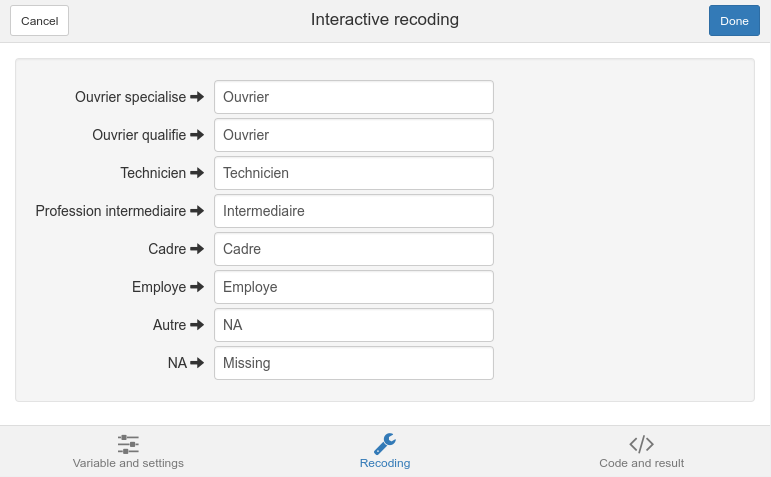 Cancel Interactive recoding Done
Ouvrier specialise ➔ Ouvrier
Ouvrier qualifie ➔ Ouvrier
Technicien ➔ Technicien
Profession intermediaire ➔ Intermediaire
Cadre ➔ Cadre
Employe ➔ Employe
Autre ➔ NA
NA ➔ Missing
Variable and settings Recoding Code and result